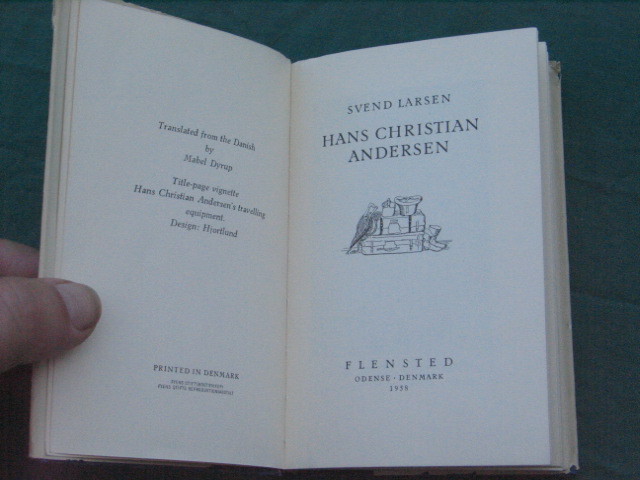 Translated from the Danish
by
Mabel Dyrup
Title-page vignette
Hans Christian Andersen's travelling
equipment.
Design: Hjortlund
PRINTED IN DENMARK
SVEND LARSEN
HANS CHRISTIAN
ANDERSEN
FLENSTED
ODENSE - DENMARK